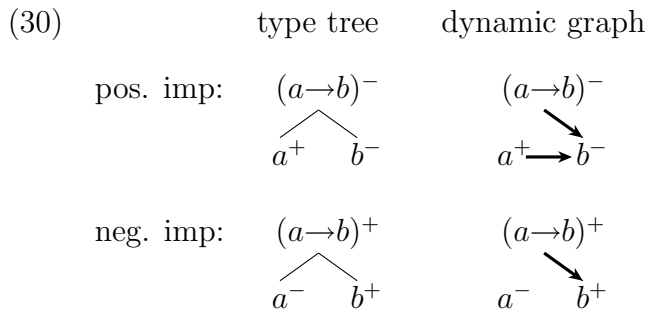 (30) type tree dynamic graph
pos. imp: (a→b)⁻ (a→b)⁻
a⁺ b⁻ a⁺ b⁻
neg. imp: (a→b)⁺ (a→b)⁺
a⁻ b⁺ a⁻ b⁺